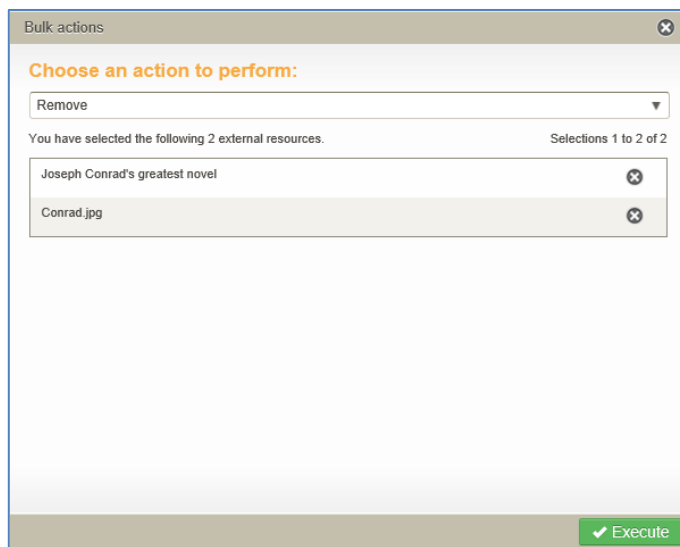 Bulk actions
Choose an action to perform:
Remove
You have selected the following 2 external resources. Selections 1 to 2 of 2
Joseph Conrad's greatest novel
Conrad.jpg
Execute